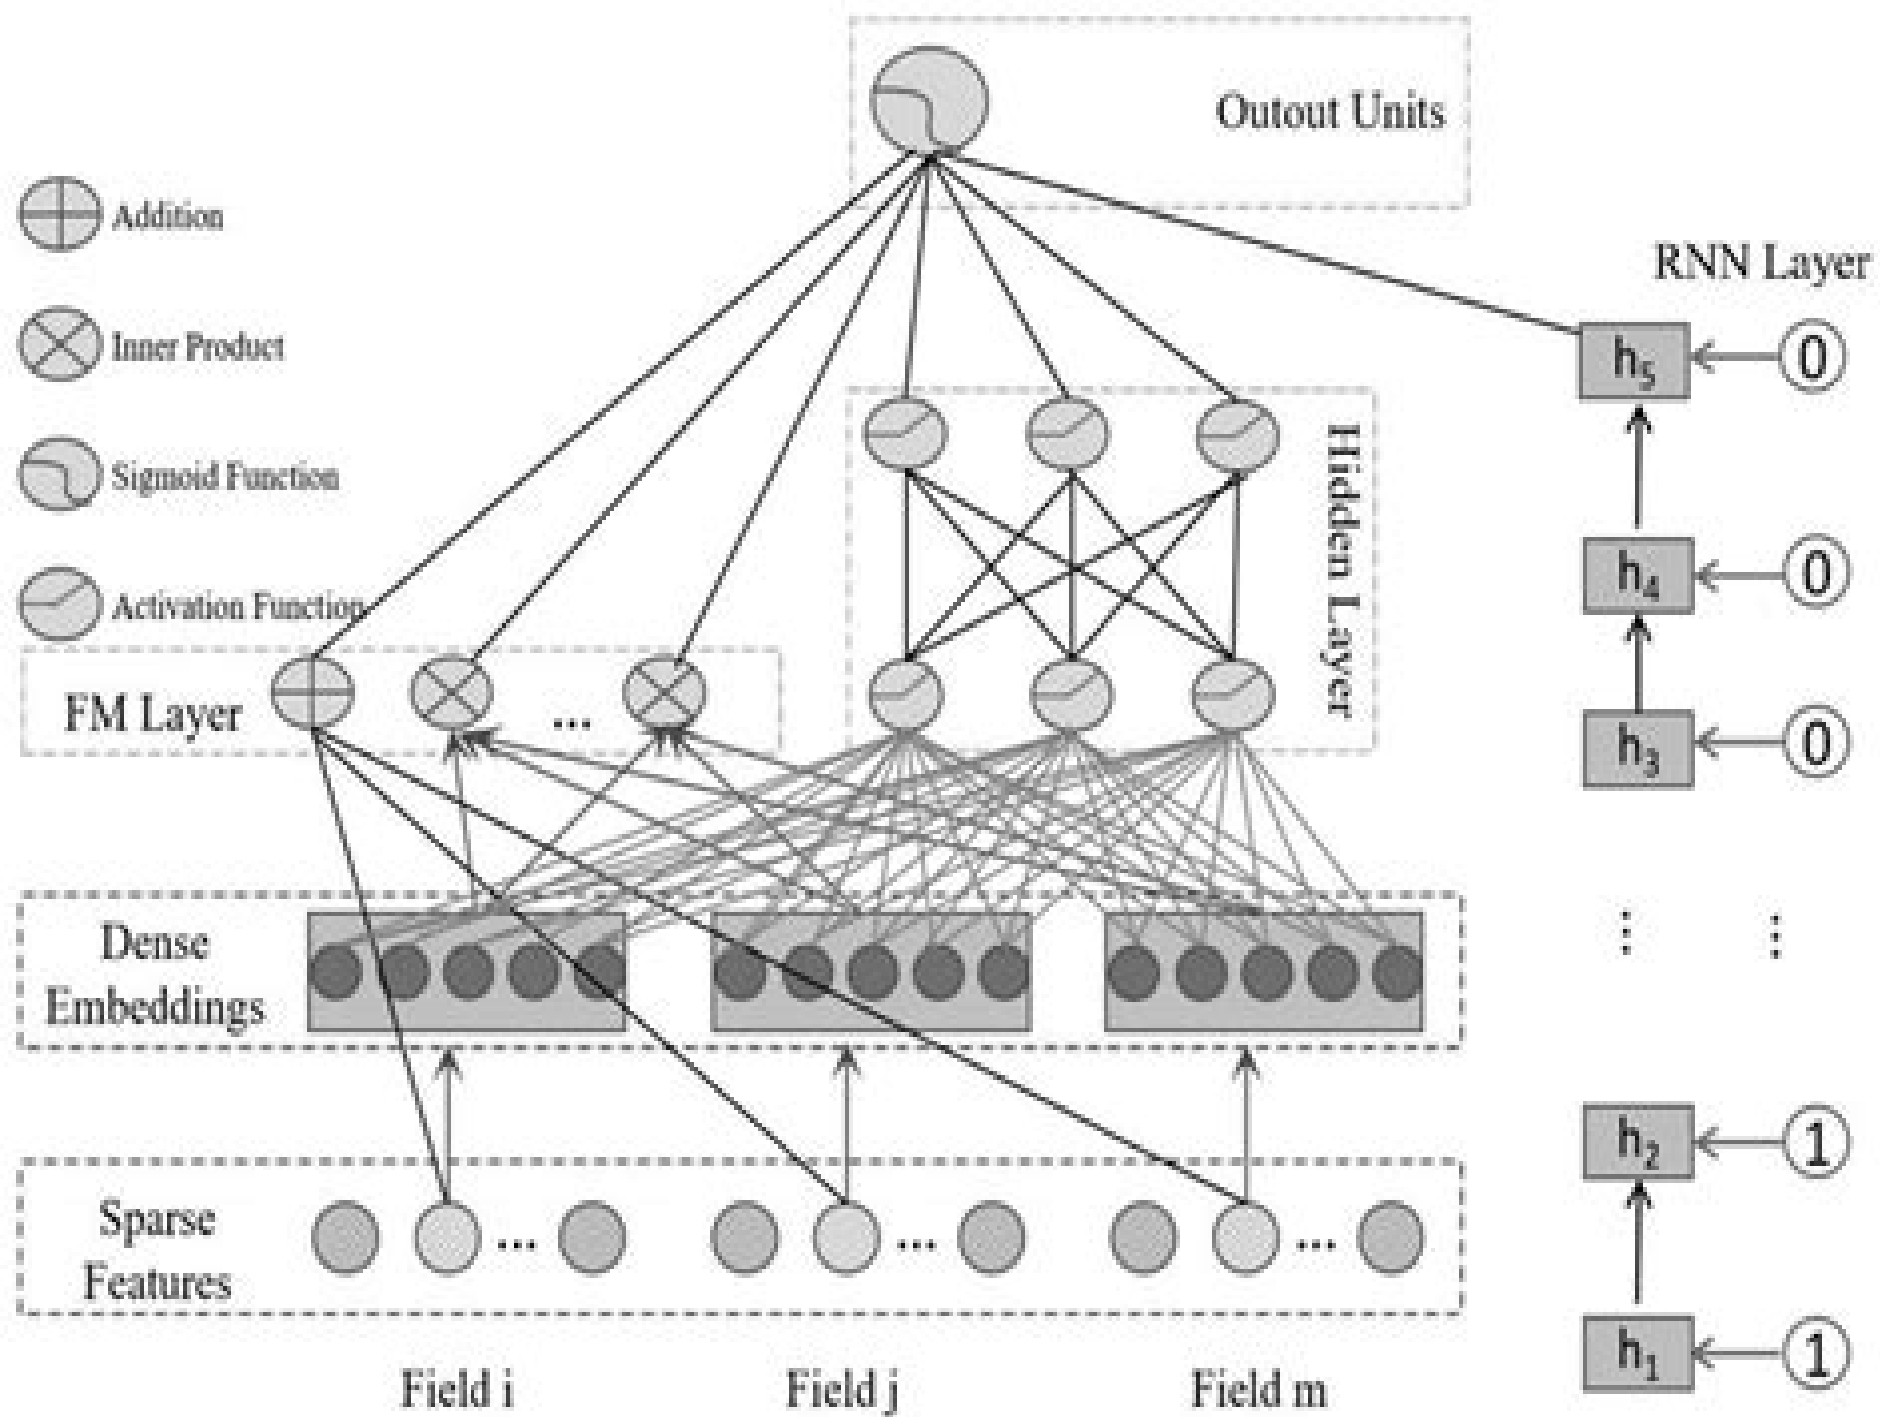 Outout Units
Addition
RNN Layer
Inner Product
h5
0
Sigmoid Function
Hidden Layer
h4
0
Activation Function
FM Layer
...
h3
0
Dense
Embeddings
...
...
h2
1
Sparse
Features
...
...
...
h1
1
Field i
Field j
Field m